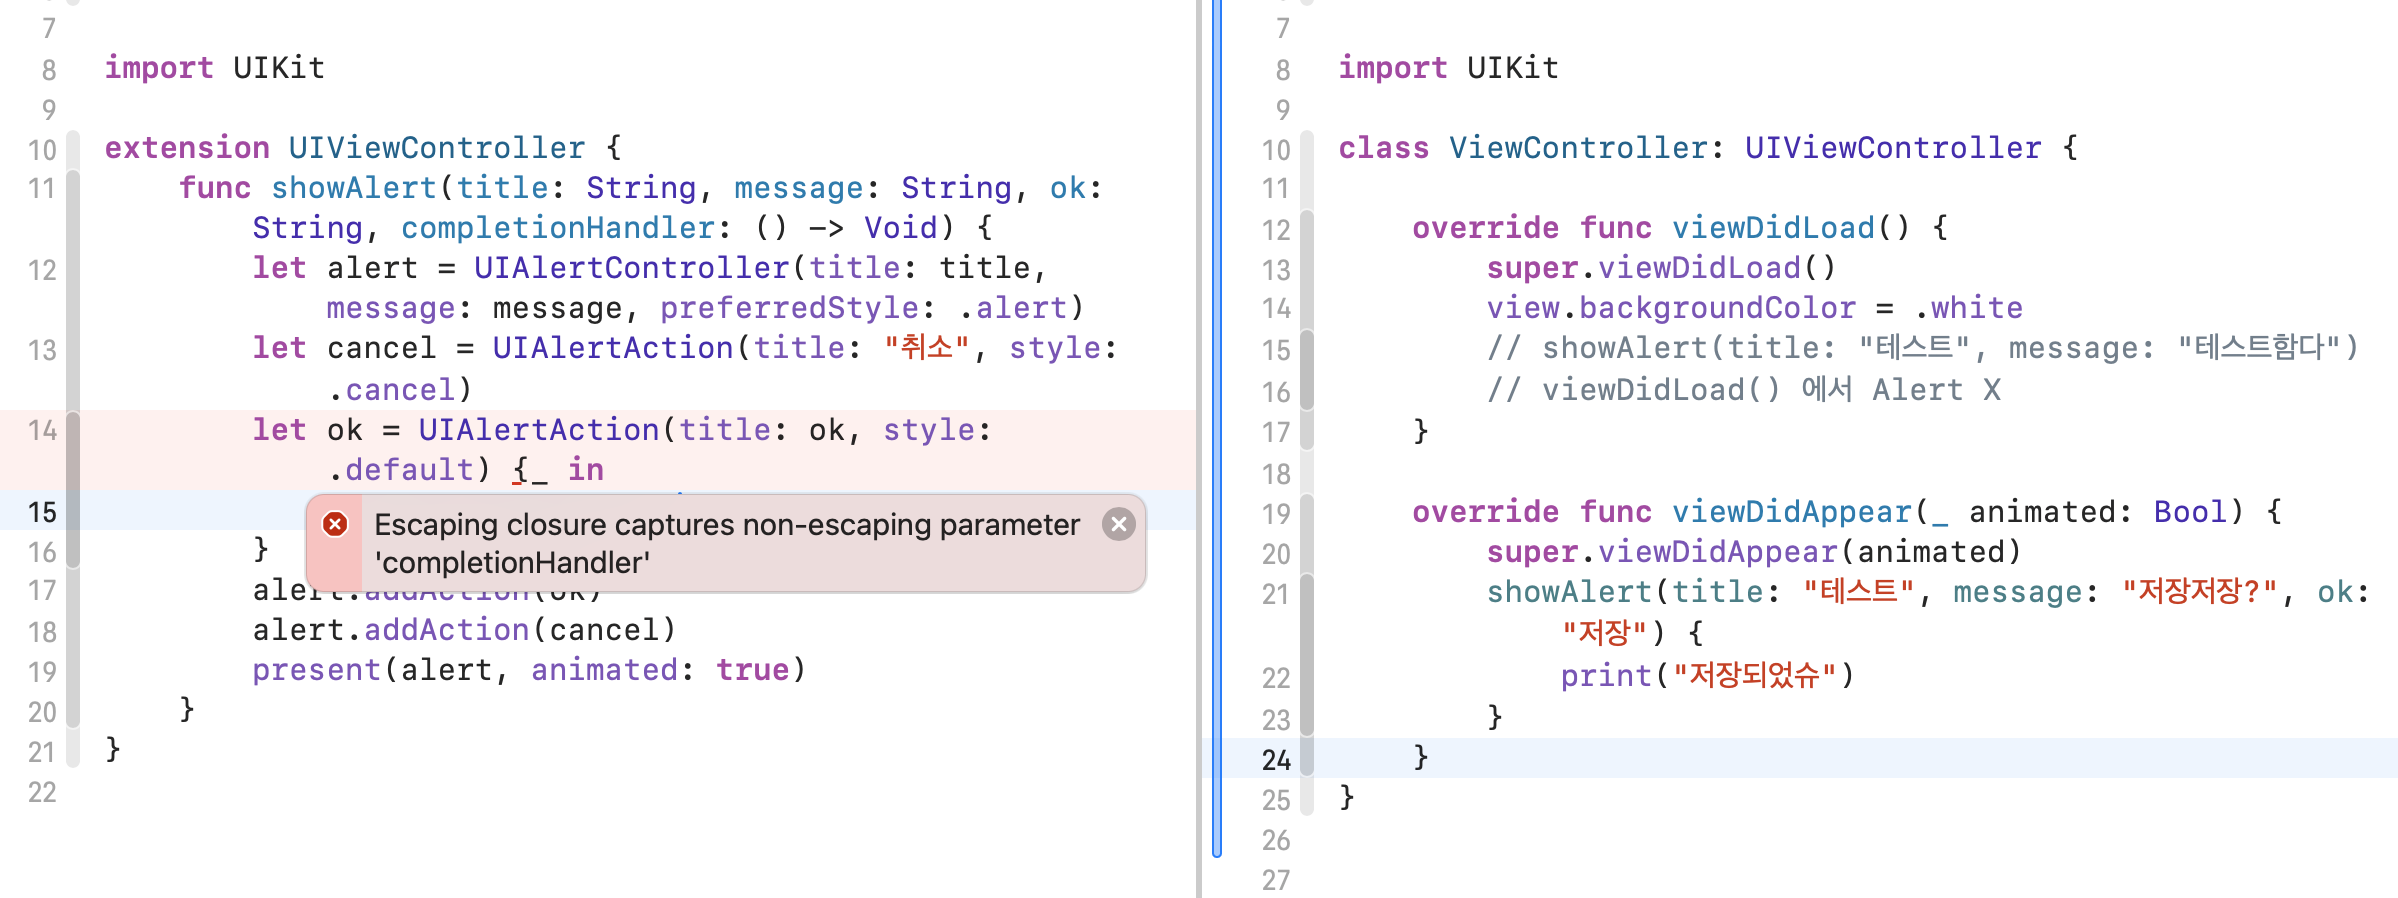 7
8 import UIKit
9
10 extension UIViewController {
11 func showAlert(title: String, message: String, ok:
String, completionHandler: () -> Void) {
12 let alert = UIAlertController(title: title,
message: message, preferredStyle: .alert)
13 let cancel = UIAlertAction(title: "취소", style:
.cancel)
14 let ok = UIAlertAction(title: ok, style:
.default) {_ in
15
Escaping closure captures non-escaping parameter
'completionHandler'
16 }
17 alert.addAction(ok)
18 alert.addAction(cancel)
19 present(alert, animated: true)
20 }
21 }
22
7
8 import UIKit
9
10 class ViewController: UIViewController {
11
12 override func viewDidLoad() {
13 super.viewDidLoad()
14 view.backgroundColor = .white
15 // showAlert(title: "테스트", message: "테스트함다")
16 // viewDidLoad() 에서 Alert X
17 }
18
19 override func viewDidAppear(_ animated: Bool) {
20 super.viewDidAppear(animated)
21 showAlert(title: "테스트", message: "저장저장?", ok:
"저장") {
22 print("저장되었슈")
23 }
24 }
25 }
26
27